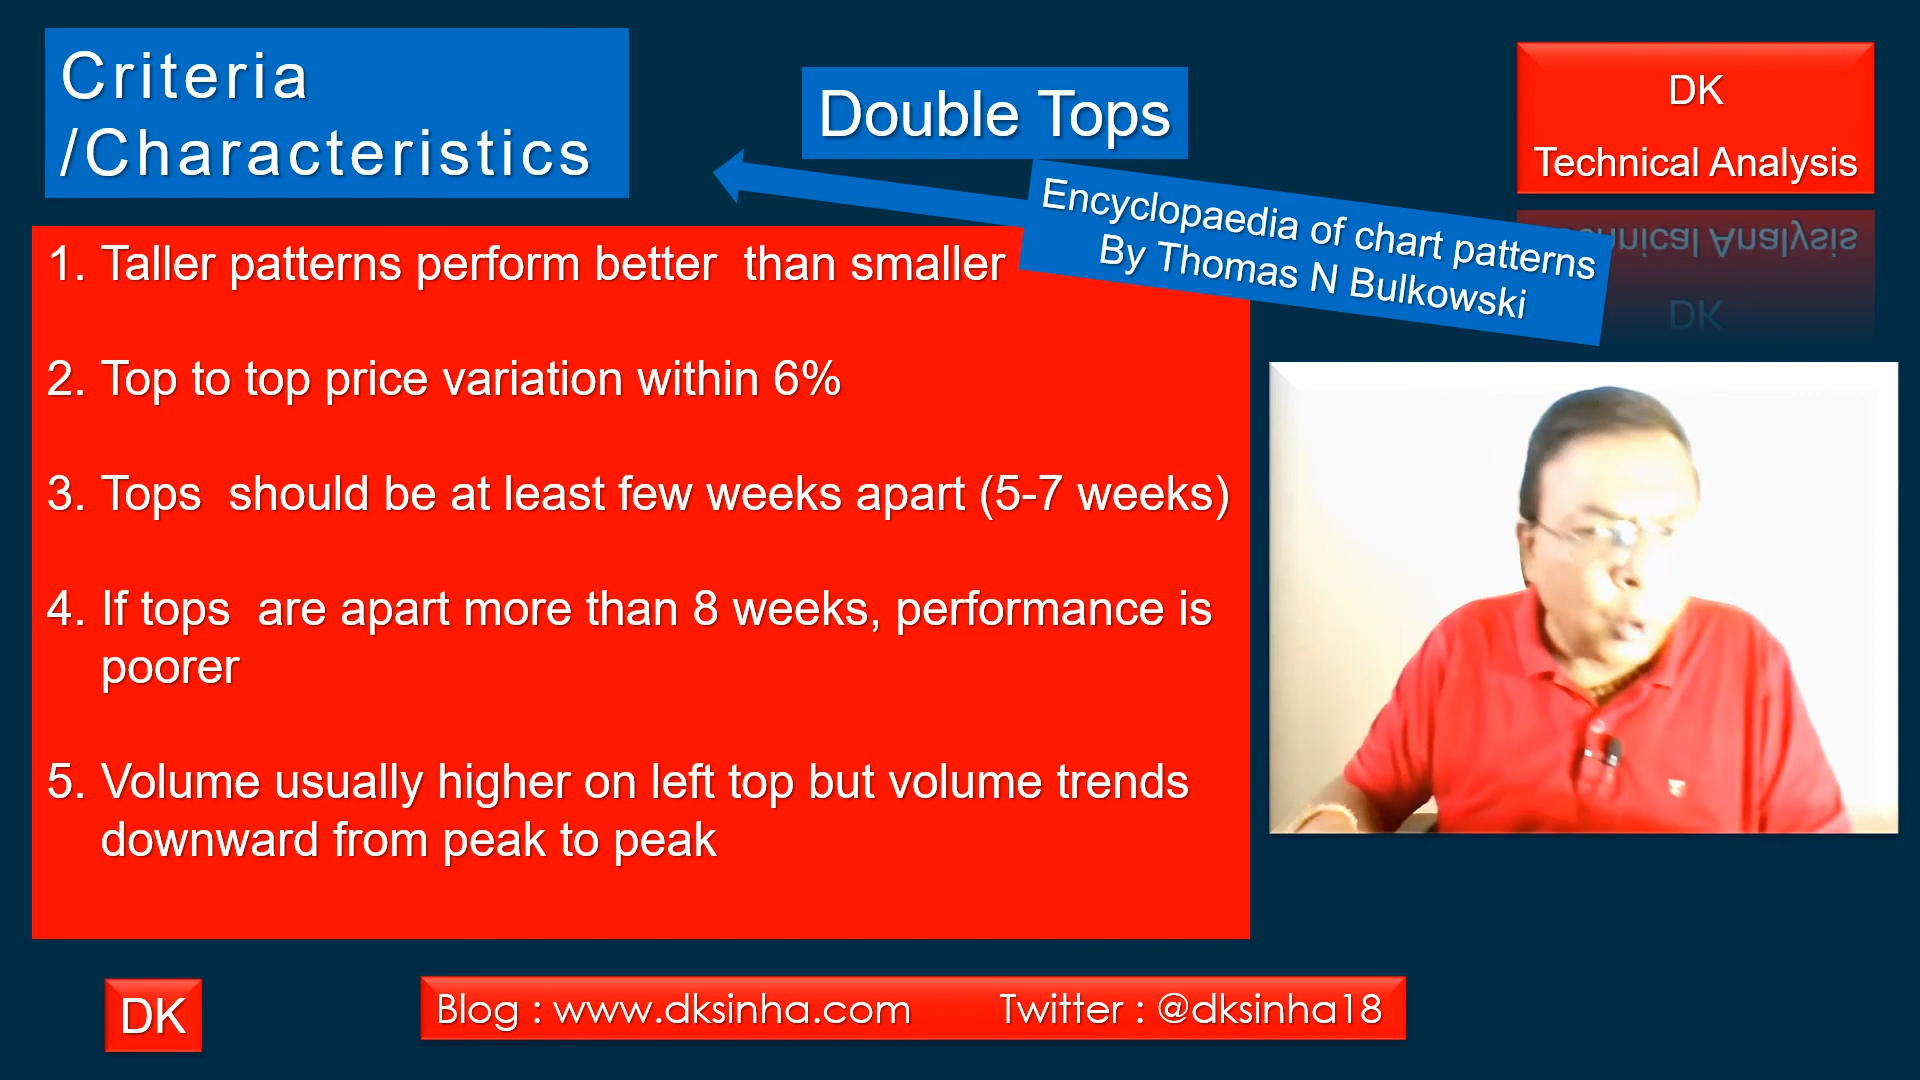 Criteria
/Characteristics
Double Tops
DK
Technical Analysis
Encyclopaedia of chart patterns
By Thomas N Bulkowski
1. Taller patterns perform better  than smaller
2. Top to top price variation within 6%
3. Tops  should be at least few weeks apart (5-7 weeks)
4. If tops  are apart more than 8 weeks, performance is
poorer
5. Volume usually higher on left top but volume trends
downward from peak to peak
DK
Blog : www.dksinha.com Twitter : @dksinha18